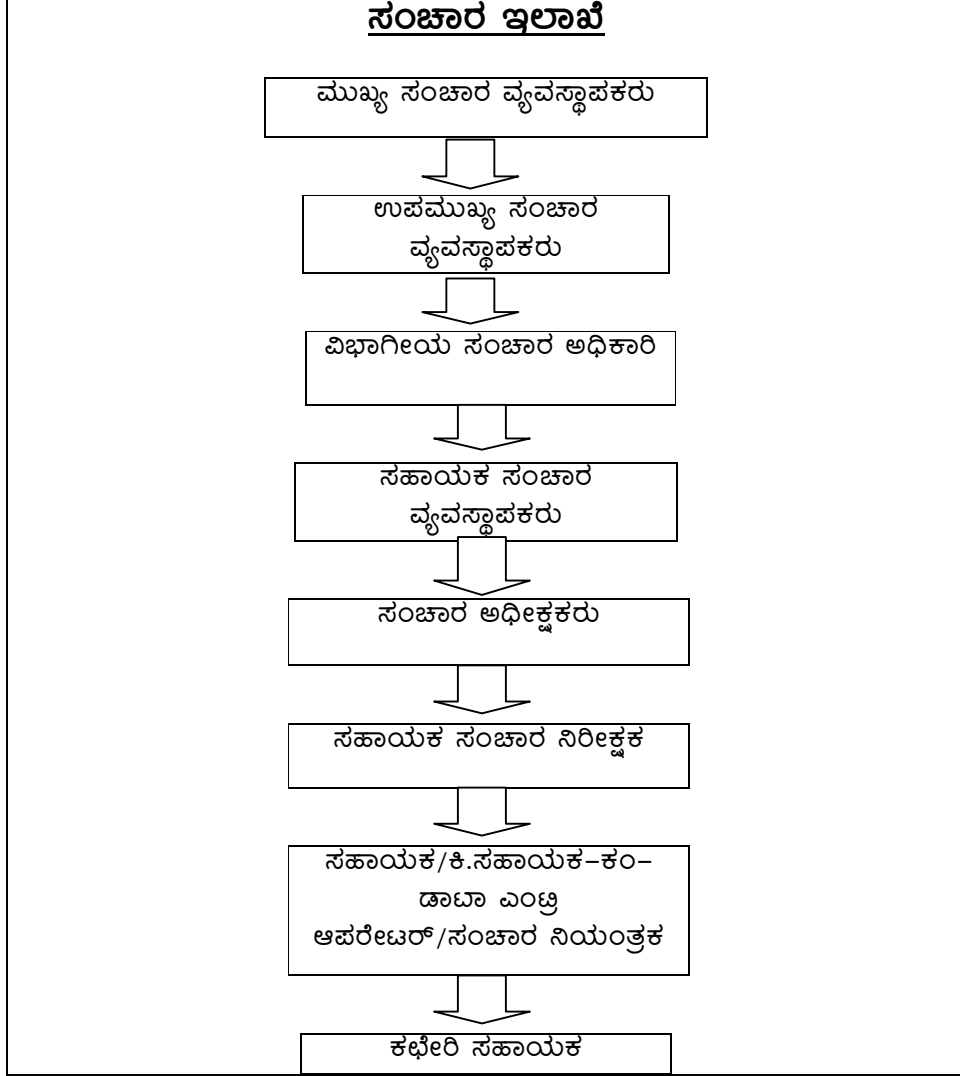 ಸಂಚಾರ ಇಲಾಖೆ
ಮುಖ್ಯ ಸಂಚಾರ ವ್ಯವಸ್ಥಾಪಕರು
ಉಪಮುಖ್ಯ ಸಂಚಾರ
ವ್ಯವಸ್ಥಾಪಕರು
ವಿಭಾಗೀಯ ಸಂಚಾರ ಅಧಿಕಾರಿ
ಸಹಾಯಕ ಸಂಚಾರ
ವ್ಯವಸ್ಥಾಪಕರು
ಸಂಚಾರ ಅಧೀಕ್ಷಕರು
ಸಹಾಯಕ ಸಂಚಾರ ನಿರೀಕ್ಷಕ
ಸಹಾಯಕ/ಕಿ.ಸಹಾಯಕ–ಕಂ–
ಡಾಟಾ ಎಂಟ್ರಿ
ಆಪರೇಟರ್/ಸಂಚಾರ ನಿಯಂತ್ರಕ
ಕಛೇರಿ ಸಹಾಯಕ